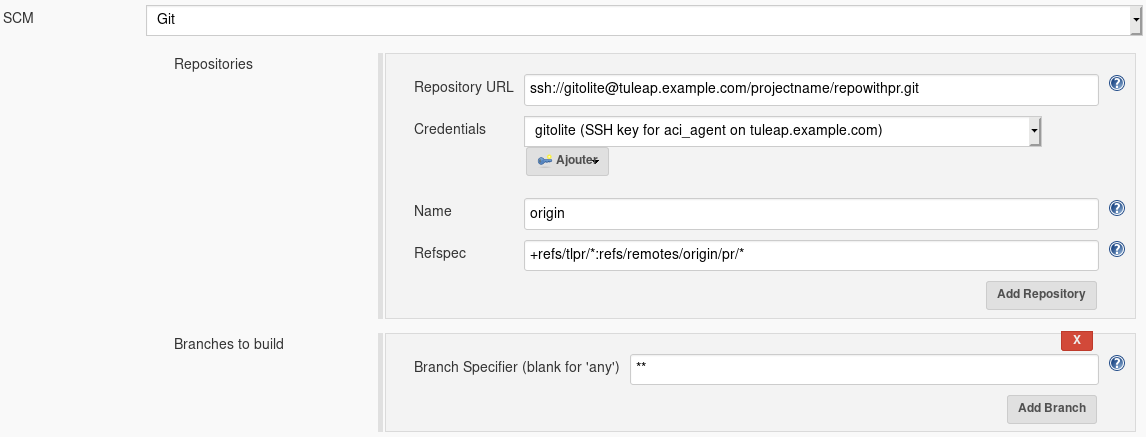 SCM
Git
Repositories
Repository URL ssh://gitolite@tuleap.example.com/projectname/repowithpr.git
Credentials gitolite (SSH key for aci_agent on tuleap.example.com)
Ajouter
Name origin
Refspec +refs/tlpr/*:refs/remotes/origin/pr/*
Add Repository
Branches to build
X
Branch Specifier (blank for 'any') **
Add Branch